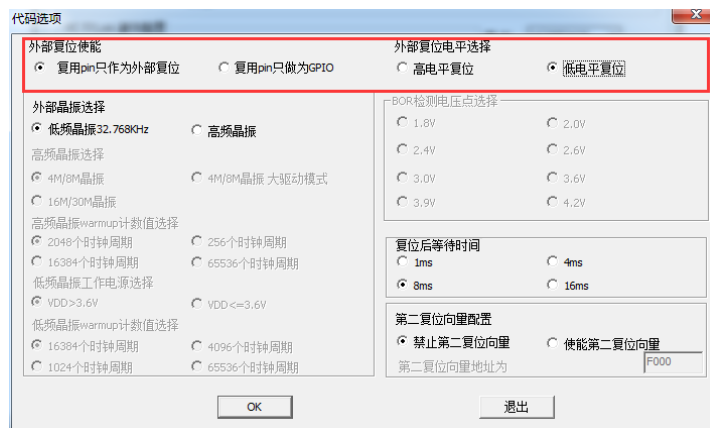 代码选项
外部复位使能
复用pin只作为外部复位
复用pin只做为GPIO
外部复位电平选择
高电平复位
低电平复位
外部晶振选择
低频晶振32.768KHz
高频晶振
高频晶振选择
4M/8M晶振
4M/8M晶振 大驱动模式
16M/30M晶振
高频晶振warmup计数值选择
2048个时钟周期
256个时钟周期
16384个时钟周期
65536个时钟周期
低频晶振工作电源选择
VDD>3.6V
VDD<=3.6V
低频晶振warmup计数值选择
16384个时钟周期
4096个时钟周期
1024个时钟周期
65536个时钟周期
BOR检测电压点选择
1.8V
2.0V
2.4V
2.6V
3.0V
3.6V
3.9V
4.2V
复位后等待时间
1ms
4ms
8ms
16ms
第二复位向量配置
禁止第二复位向量
使能第二复位向量
第二复位向量地址为
F000
OK
退出